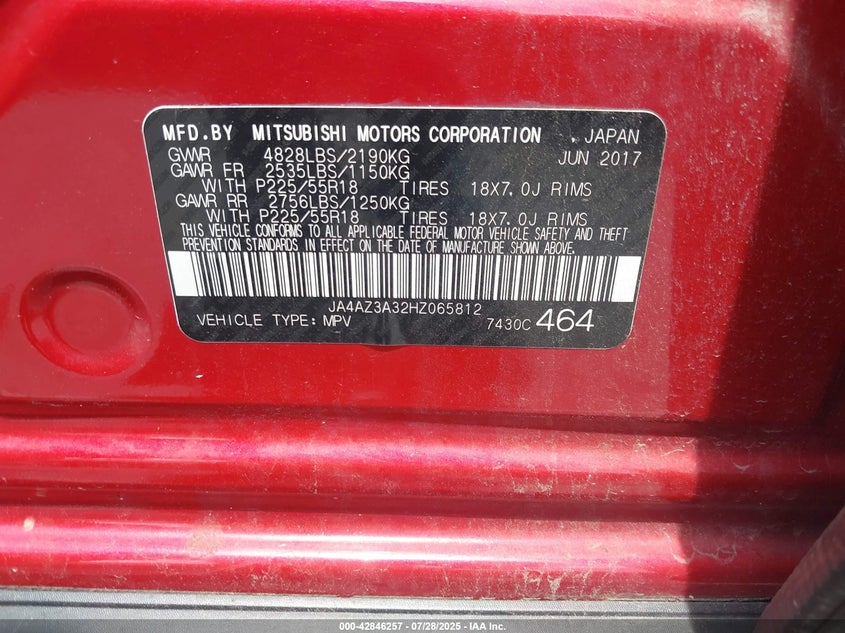 MFD.BY MITSUBISHI MOTORS CORPORATION , JAPAN
GVWR 4828LBS/2190KG JUN 2017
GAWR FR 2535LBS/1150KG
WITH P225/55R18 TIRES 18X7.0J RIMS
GAWR RR 2756LBS/1250KG
WITH P225/55R18 TIRES 18X7.0J RIMS
THIS VEHICLE CONFORMS TO ALL APPLICABLE FEDERAL MOTOR VEHICLE SAFETY AND THEFT
PREVENTION STANDARDS IN EFFECT ON THE DATE OF MANUFACTURE SHOWN ABOVE.
JA4AZ3A32HZ065812
VEHICLE TYPE: MPV 7430C 464
000-42846257 - 07/28/2025 - IAA Inc.